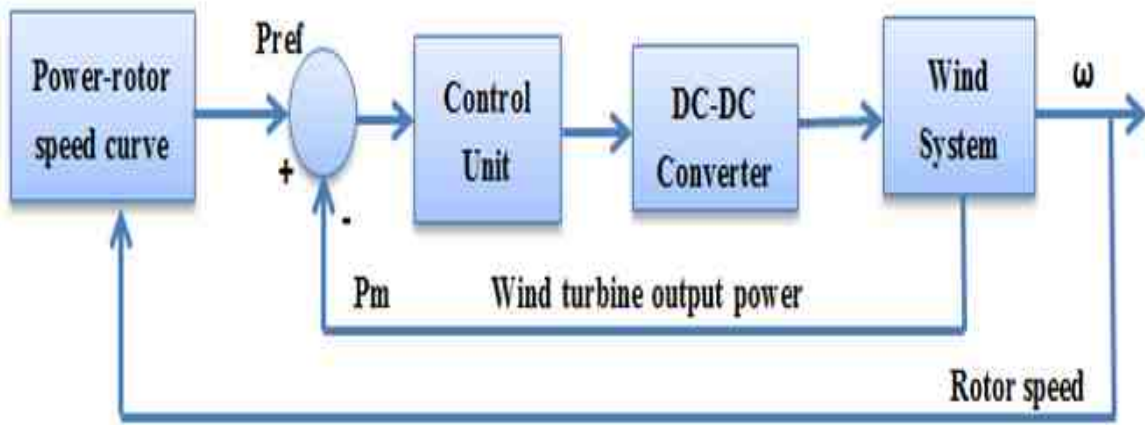 Power-rotor
speed curve
Pref
+
-
Control
Unit
DC-DC
Converter
Wind
System
ω
Pm
Wind turbine output power
Rotor speed